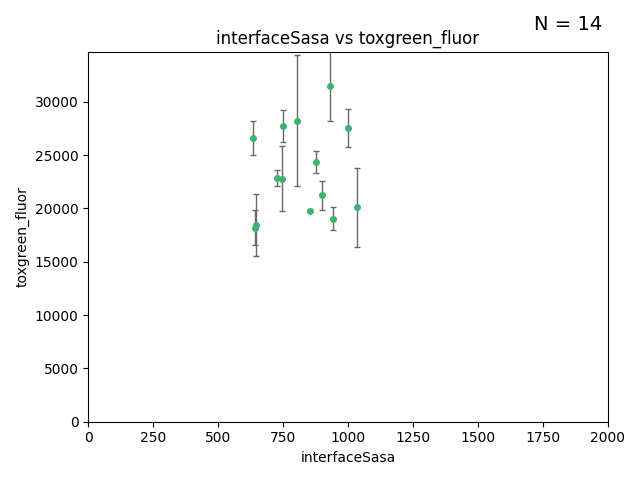 N = 14
interfaceSasa vs toxgreen_fluor
30000
25000
20000
15000
10000
5000
0
toxgreen_fluor
0 250 500 750 1000 1250 1500 1750 2000
interfaceSasa